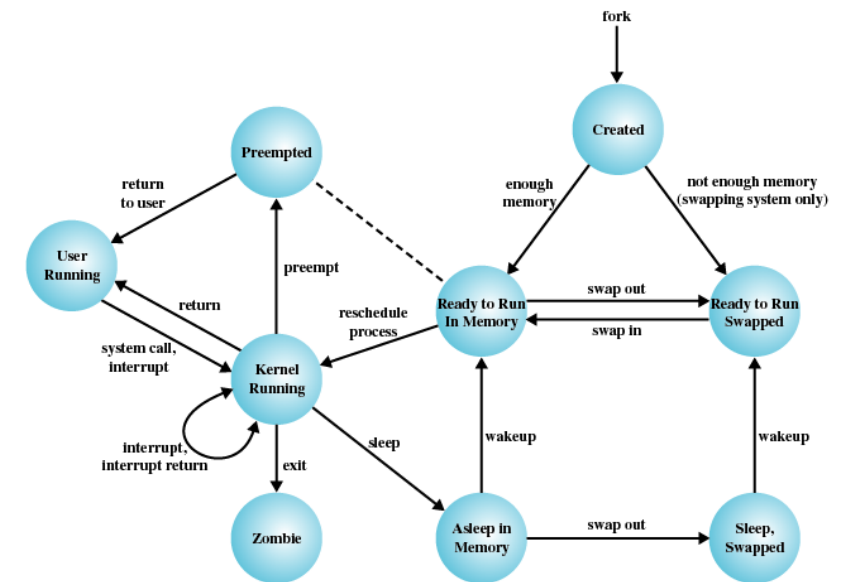 fork
Created
Preempted
return
to user
enough
memory
not enough memory
(swapping system only)
User
Running
preempt
return
system call,
interrupt
reschedule
process
Ready to Run
In Memory
swap out
swap in
Ready to Run
Swapped
Kernel
Running
interrupt,
interrupt return
sleep
wakeup
wakeup
exit
Zombie
Asleep in
Memory
swap out
Sleep,
Swapped